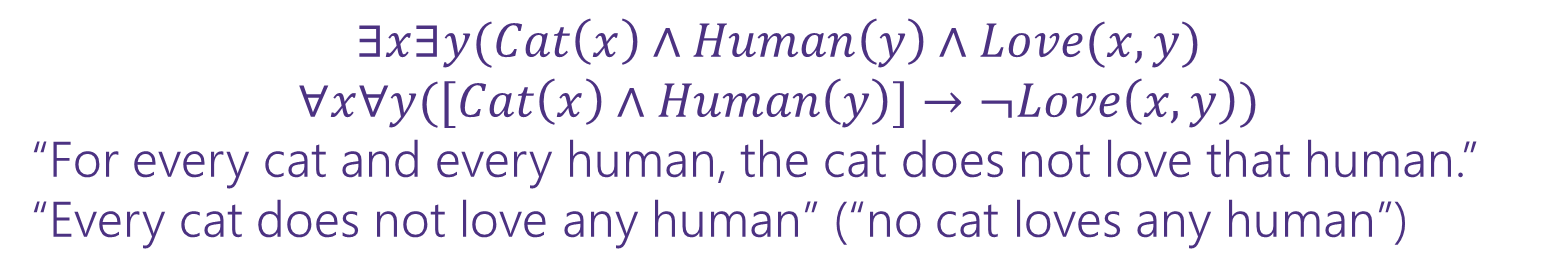 ∃x∃y(Cat(x) ∧ Human(y) ∧ Love(x, y)
∀x∀y([Cat(x) ∧ Human(y)] → ¬Love(x, y))
“For every cat and every human, the cat does not love that human.”
“Every cat does not love any human” (“no cat loves any human”)